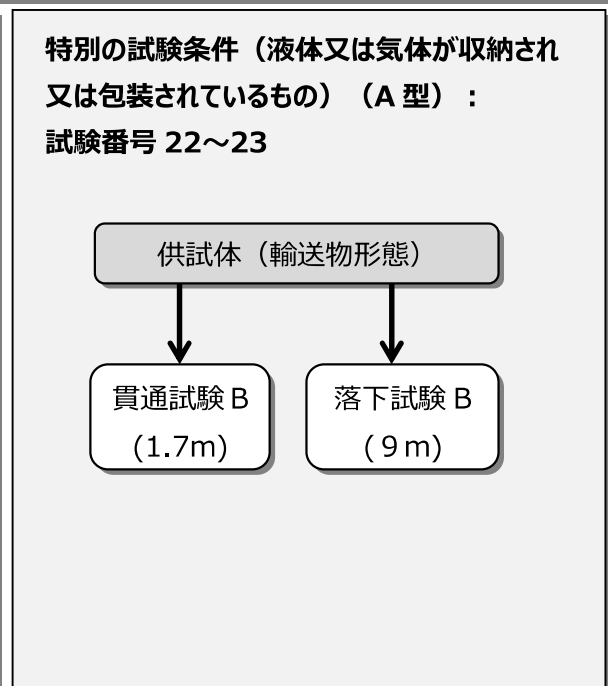 特別の試験条件（液体又は気体が収納され
又は包装されているもの）（A 型）：
試験番号 22～23
供試体（輸送物形態）
貫通試験 B
(1.7m)
落下試験 B
(９m)